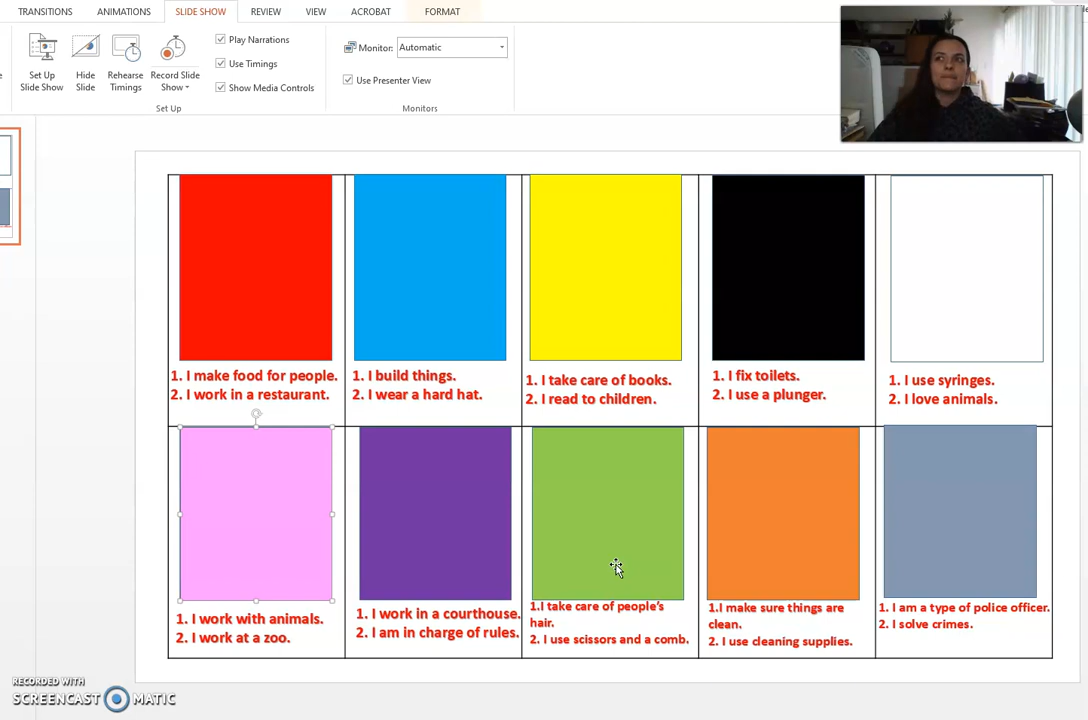 TRANSITIONS ANIMATIONS SLIDE SHOW REVIEW VIEW ACROBAT FORMAT
Set Up Slide Show
Hide Slide
Rehearse Timings
Record Slide Show
Play Narrations
Use Timings
Show Media Controls
Set Up
Monitor: Automatic
Use Presenter View
Monitors
1. I make food for people.
2. I work in a restaurant.
1. I build things.
2. I wear a hard hat.
1. I take care of books.
2. I read to children.
1. I fix toilets.
2. I use a plunger.
1. I use syringes.
2. I love animals.
1. I work with animals.
2. I work at a zoo.
1. I work in a courthouse.
2. I am in charge of rules.
1.I take care of people's
hair.
2. I use scissors and a comb.
1.I make sure things are
clean.
2. I use cleaning supplies.
1. I am a type of police officer.
2. I solve crimes.
RECORDED WITH
SCREENCAST MATIC